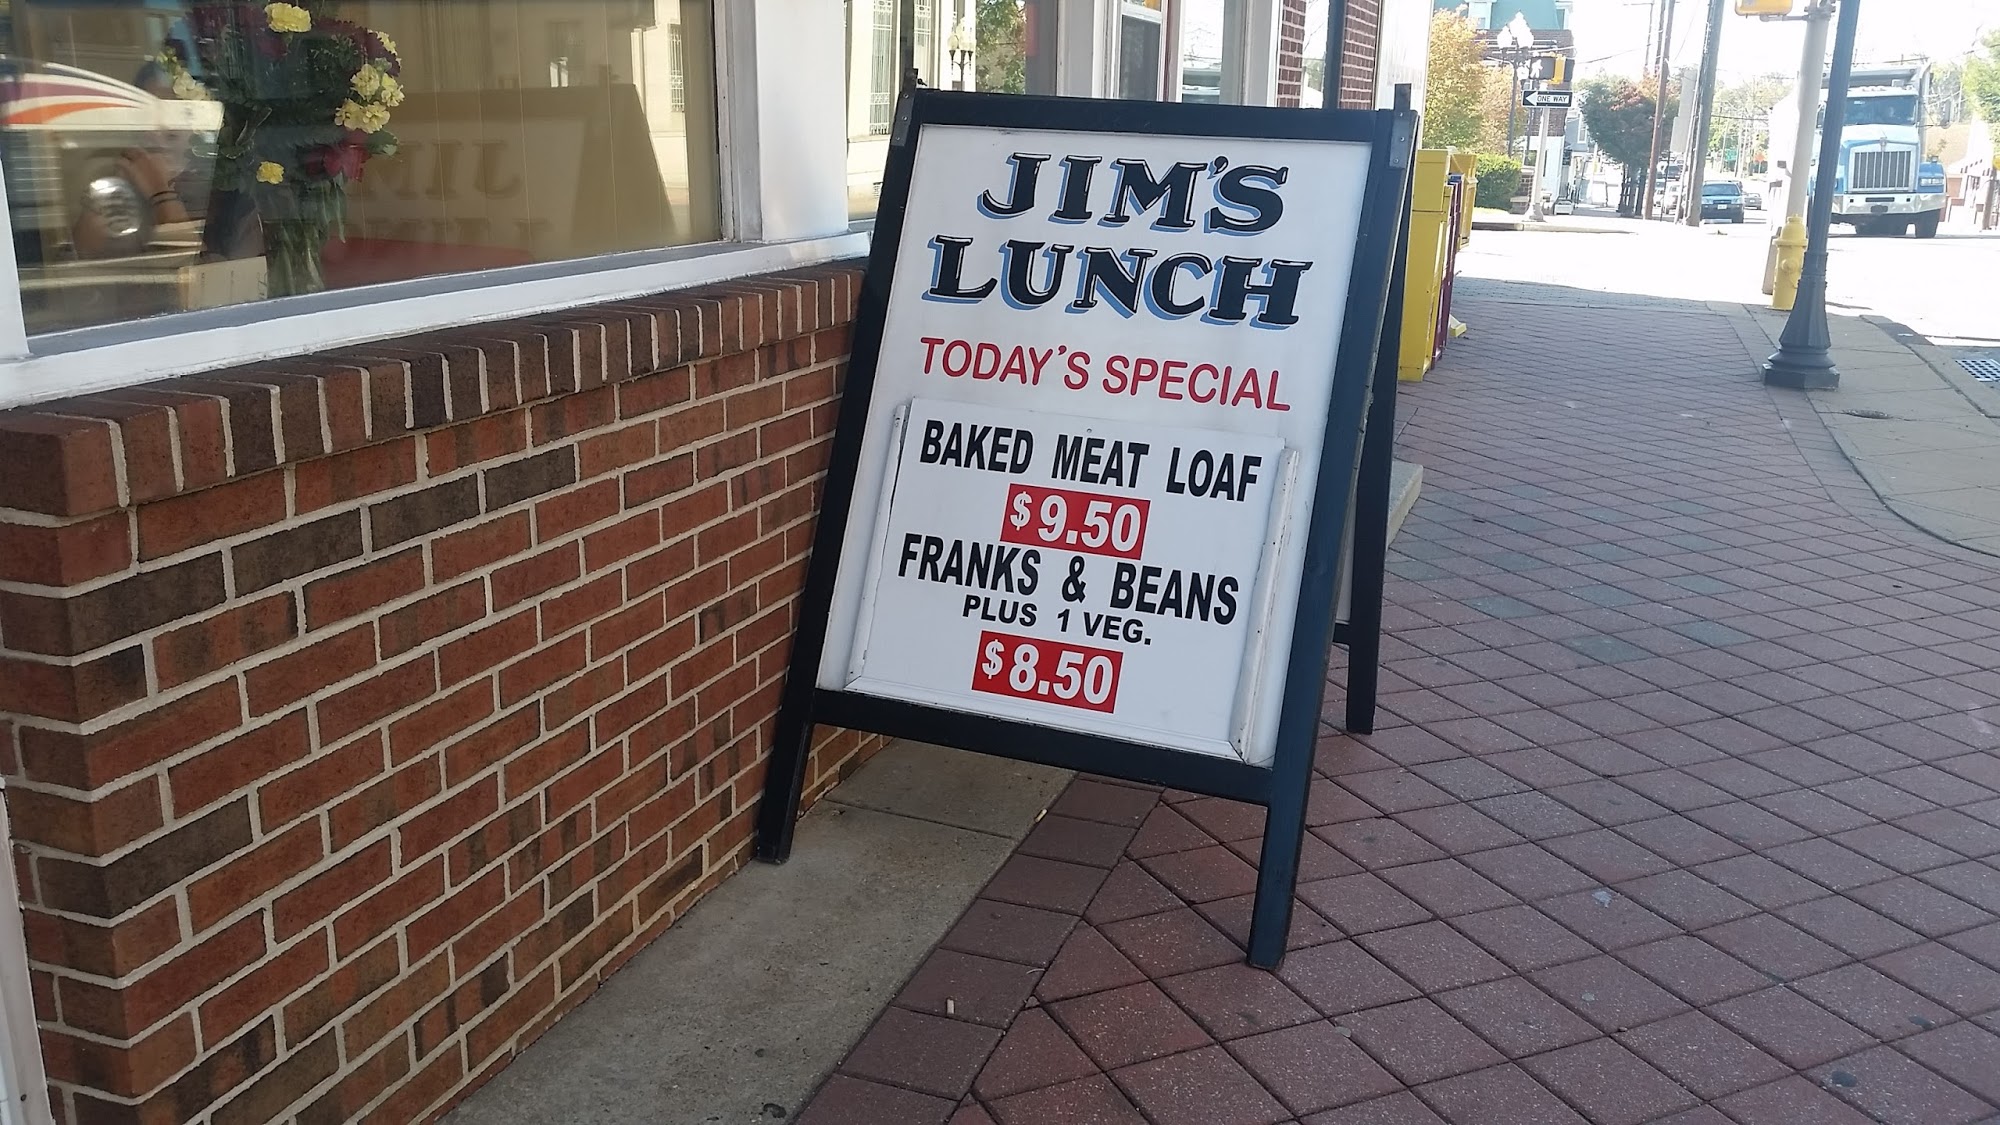 JIM'S
LUNCH
TODAY'S SPECIAL
BAKED MEAT LOAF
$9.50
FRANKS & BEANS
PLUS 1 VEG.
$8.50
ONE WAY